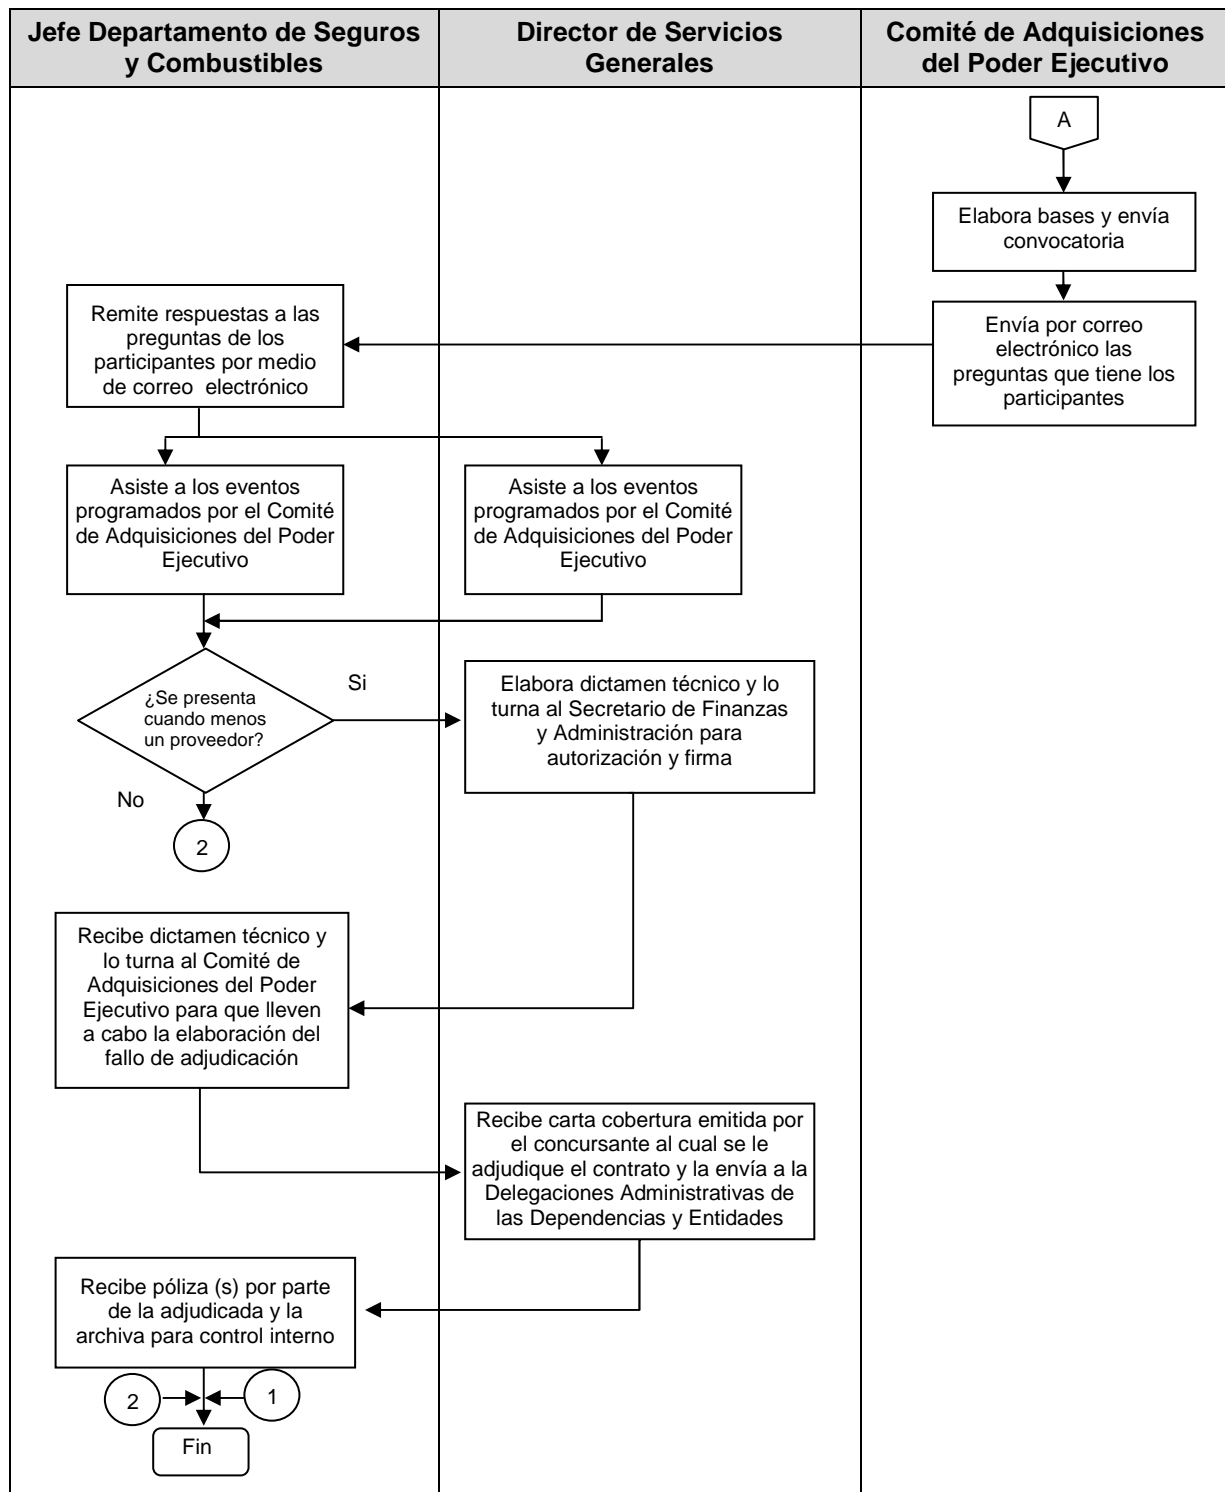 Jefe Departamento de Seguros
y Combustibles
Director de Servicios
Generales
Comité de Adquisiciones
del Poder Ejecutivo
A
Elabora bases y envía
convocatoria
Envía por correo
electrónico las
preguntas que tiene los
participantes
Remite respuestas a las
preguntas de los
participantes por medio
de correo electrónico
Asiste a los eventos
programados por el Comité
de Adquisiciones del Poder
Ejecutivo
Asiste a los eventos
programados por el Comité
de Adquisiciones del Poder
Ejecutivo
¿Se presenta
cuando menos
un proveedor?
Si
No
2
Elabora dictamen técnico y lo
turna al Secretario de Finanzas
y Administración para
autorización y firma
Recibe dictamen técnico y
lo turna al Comité de
Adquisiciones del Poder
Ejecutivo para que lleven
a cabo la elaboración del
fallo de adjudicación
Recibe carta cobertura emitida por
el concursante al cual se le
adjudique el contrato y la envía a la
Delegaciones Administrativas de
las Dependencias y Entidades
Recibe póliza (s) por parte
de la adjudicada y la
archiva para control interno
2
1
Fin